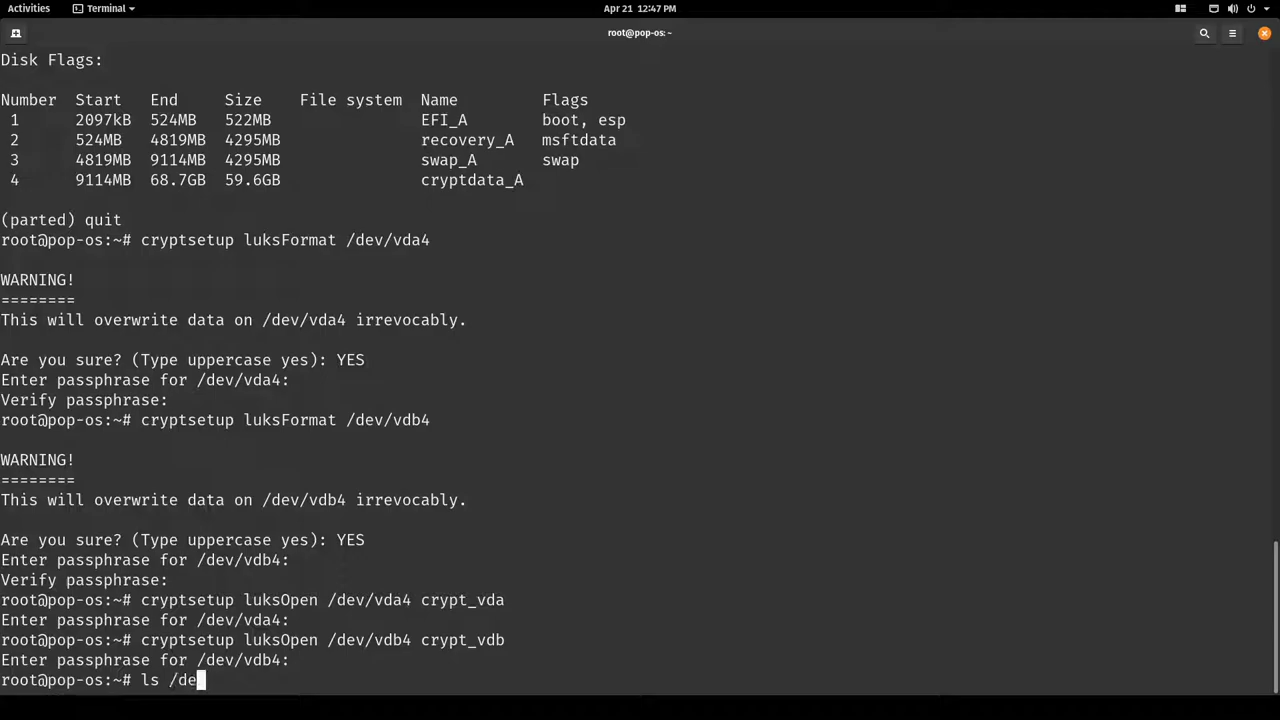 Activities
Terminal
Apr 21 12:47 PM
root@pop-os: ~
Disk Flags:
Number Start End Size File system Name Flags
1 2097kB 524MB 522MB EFI_A boot, esp
2 524MB 4819MB 4295MB recovery_A msftdata
3 4819MB 9114MB 4295MB swap_A swap
4 9114MB 68.7GB 59.6GB cryptdata_A
(parted) quit
root@pop-os:~# cryptsetup luksFormat /dev/vda4
WARNING!
========
This will overwrite data on /dev/vda4 irrevocably.
Are you sure? (Type uppercase yes): YES
Enter passphrase for /dev/vda4:
Verify passphrase:
root@pop-os:~# cryptsetup luksFormat /dev/vdb4
WARNING!
========
This will overwrite data on /dev/vdb4 irrevocably.
Are you sure? (Type uppercase yes): YES
Enter passphrase for /dev/vdb4:
Verify passphrase:
root@pop-os:~# cryptsetup luksOpen /dev/vda4 crypt_vda
Enter passphrase for /dev/vda4:
root@pop-os:~# cryptsetup luksOpen /dev/vdb4 crypt_vdb
Enter passphrase for /dev/vdb4:
root@pop-os:~# ls /de